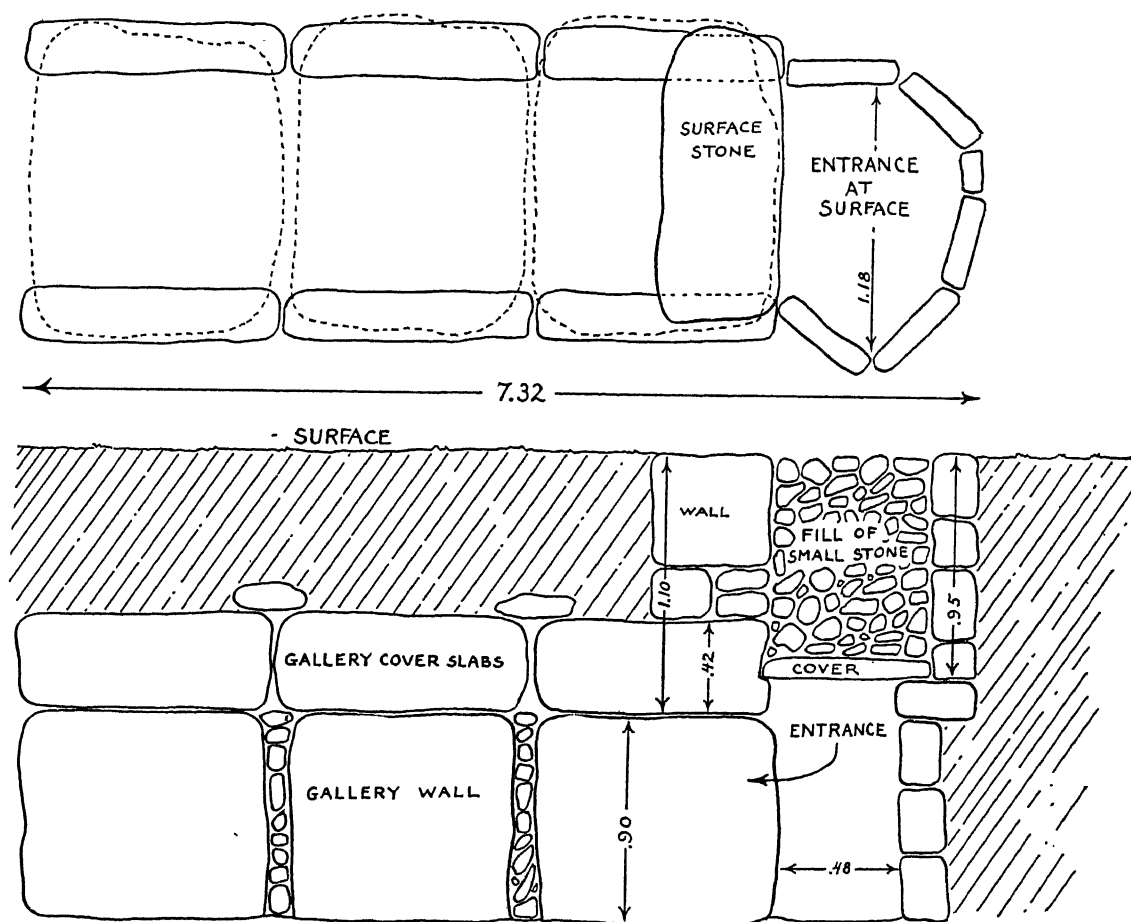 SURFACE
STONE
ENTRANCE
AT
SURFACE
1.18
7.32
- SURFACE
WALL
FILL OF
SMALL STONE
1.10
.95
GALLERY COVER SLABS
.42
COVER
ENTRANCE
GALLERY WALL
.90
.48